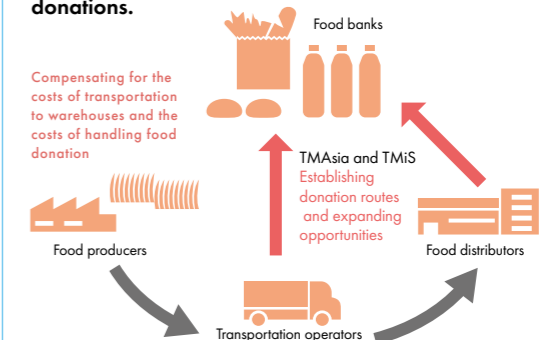 donations.
Food banks
Compensating for the
costs of transportation
to warehouses and the
costs of handling food
donation
TMAsia and TMiS
Establishing
donation routes
and expanding
opportunities
Food producers
Food distributors
Transportation operators